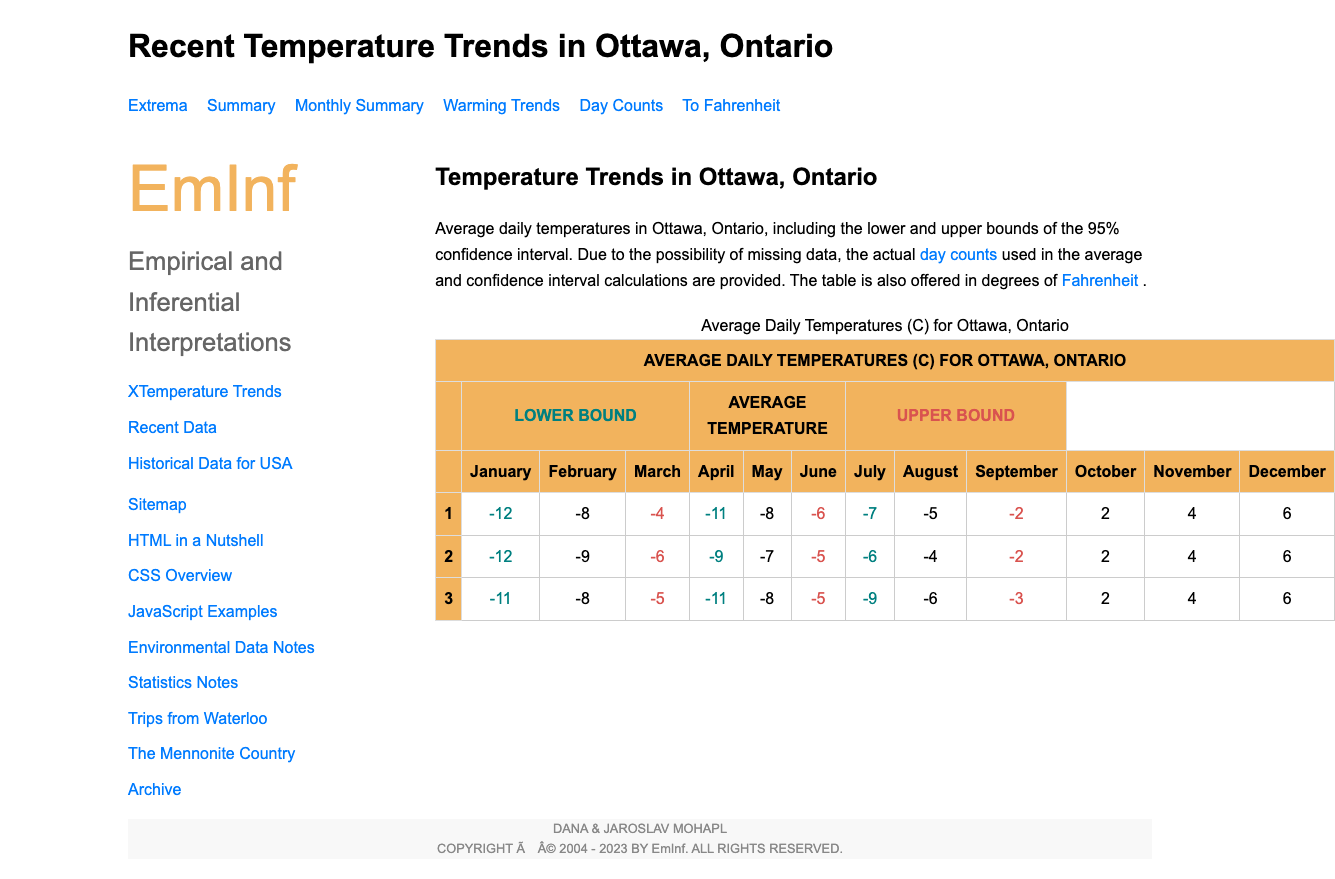 Recent Temperature Trends in Ottawa, Ontario
Extrema Summary Monthly Summary Warming Trends Day Counts To Fahrenheit
EmInf
Empirical and
Inferential
Interpretations
XTemperature Trends
Recent Data
Historical Data for USA
Sitemap
HTML in a Nutshell
CSS Overview
JavaScript Examples
Environmental Data Notes
Statistics Notes
Trips from Waterloo
The Mennonite Country
Archive
Temperature Trends in Ottawa, Ontario
Average daily temperatures in Ottawa, Ontario, including the lower and upper bounds of the 95%
confidence interval. Due to the possibility of missing data, the actual day counts used in the average
and confidence interval calculations are provided. The table is also offered in degrees of Fahrenheit .
Average Daily Temperatures (C) for Ottawa, Ontario
AVERAGE DAILY TEMPERATURES (C) FOR OTTAWA, ONTARIO
LOWER BOUND AVERAGE TEMPERATURE UPPER BOUND
January February March April May June July August September October November December
1 -12 -8 -4 -11 -8 -6 -7 -5 -2 2 4 6
2 -12 -9 -6 -9 -7 -5 -6 -4 -2 2 4 6
3 -11 -8 -5 -11 -8 -5 -9 -6 -3 2 4 6
DANA & JAROSLAV MOHAPL
COPYRIGHT Ã Â© 2004 - 2023 BY EmInf. ALL RIGHTS RESERVED.